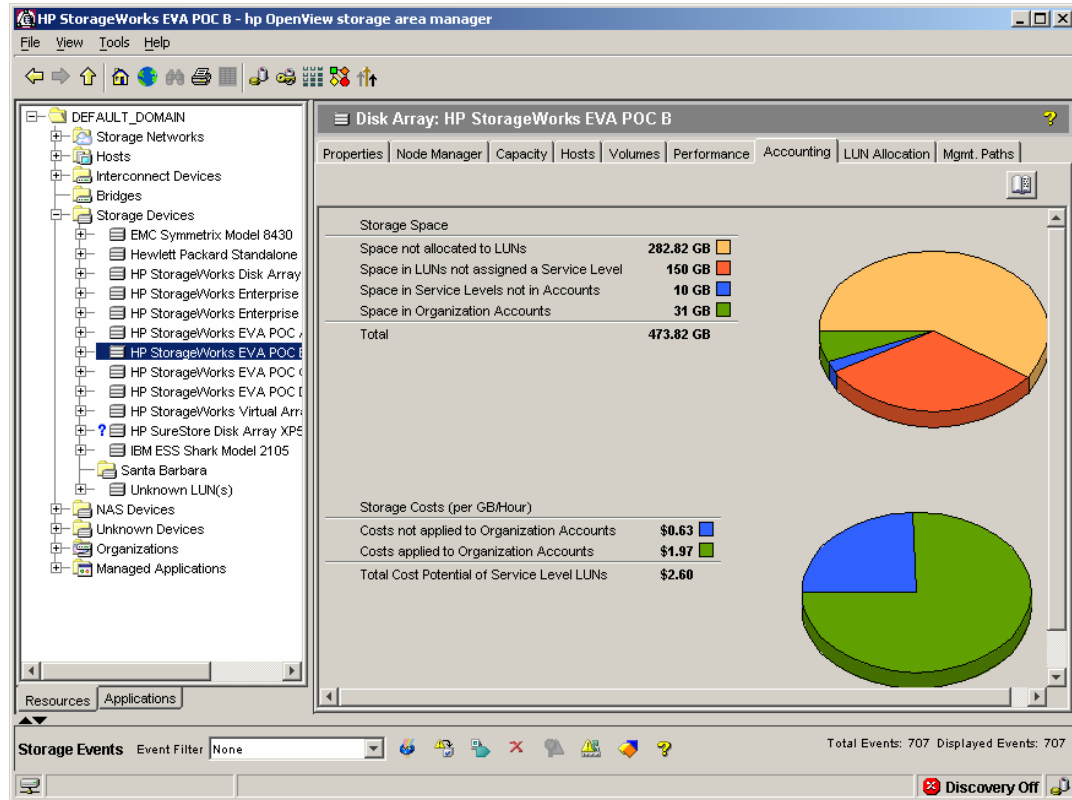 HP StorageWorks EVA POC B - hp OpenView storage area manager
File View Tools Help
DEFAULT_DOMAIN
Storage Networks
Hosts
Interconnect Devices
Bridges
Storage Devices
EMC Symmetrix Model 8430
Hewlett Packard Standalone
HP StorageWorks Disk Array
HP StorageWorks Enterprise
HP StorageWorks Enterprise
HP StorageWorks EVA POC
HP StorageWorks EVA POC
HP StorageWorks EVA POC
HP StorageWorks EVA POC
HP StorageWorks Virtual Arr
? HP SureStore Disk Array XP5
IBM ESS Shark Model 2105
Santa Barbara
Unknown LUN(s)
NAS Devices
Unknown Devices
Organizations
Managed Applications
Resources Applications
Disk Array: HP StorageWorks EVA POC B ?
Properties Node Manager Capacity Hosts Volumes Performance Accounting LUN Allocation Mgmt. Paths
Storage Space
Space not allocated to LUNs 282.82 GB
Space in LUNs not assigned a Service Level 150 GB
Space in Service Levels not in Accounts 10 GB
Space in Organization Accounts 31 GB
Total 473.82 GB
Storage Costs (per GB/Hour)
Costs not applied to Organization Accounts $0.63
Costs applied to Organization Accounts $1.97
Total Cost Potential of Service Level LUNs $2.60
Storage Events Event Filter None ? Total Events: 707 Displayed Events: 707
Discovery Off